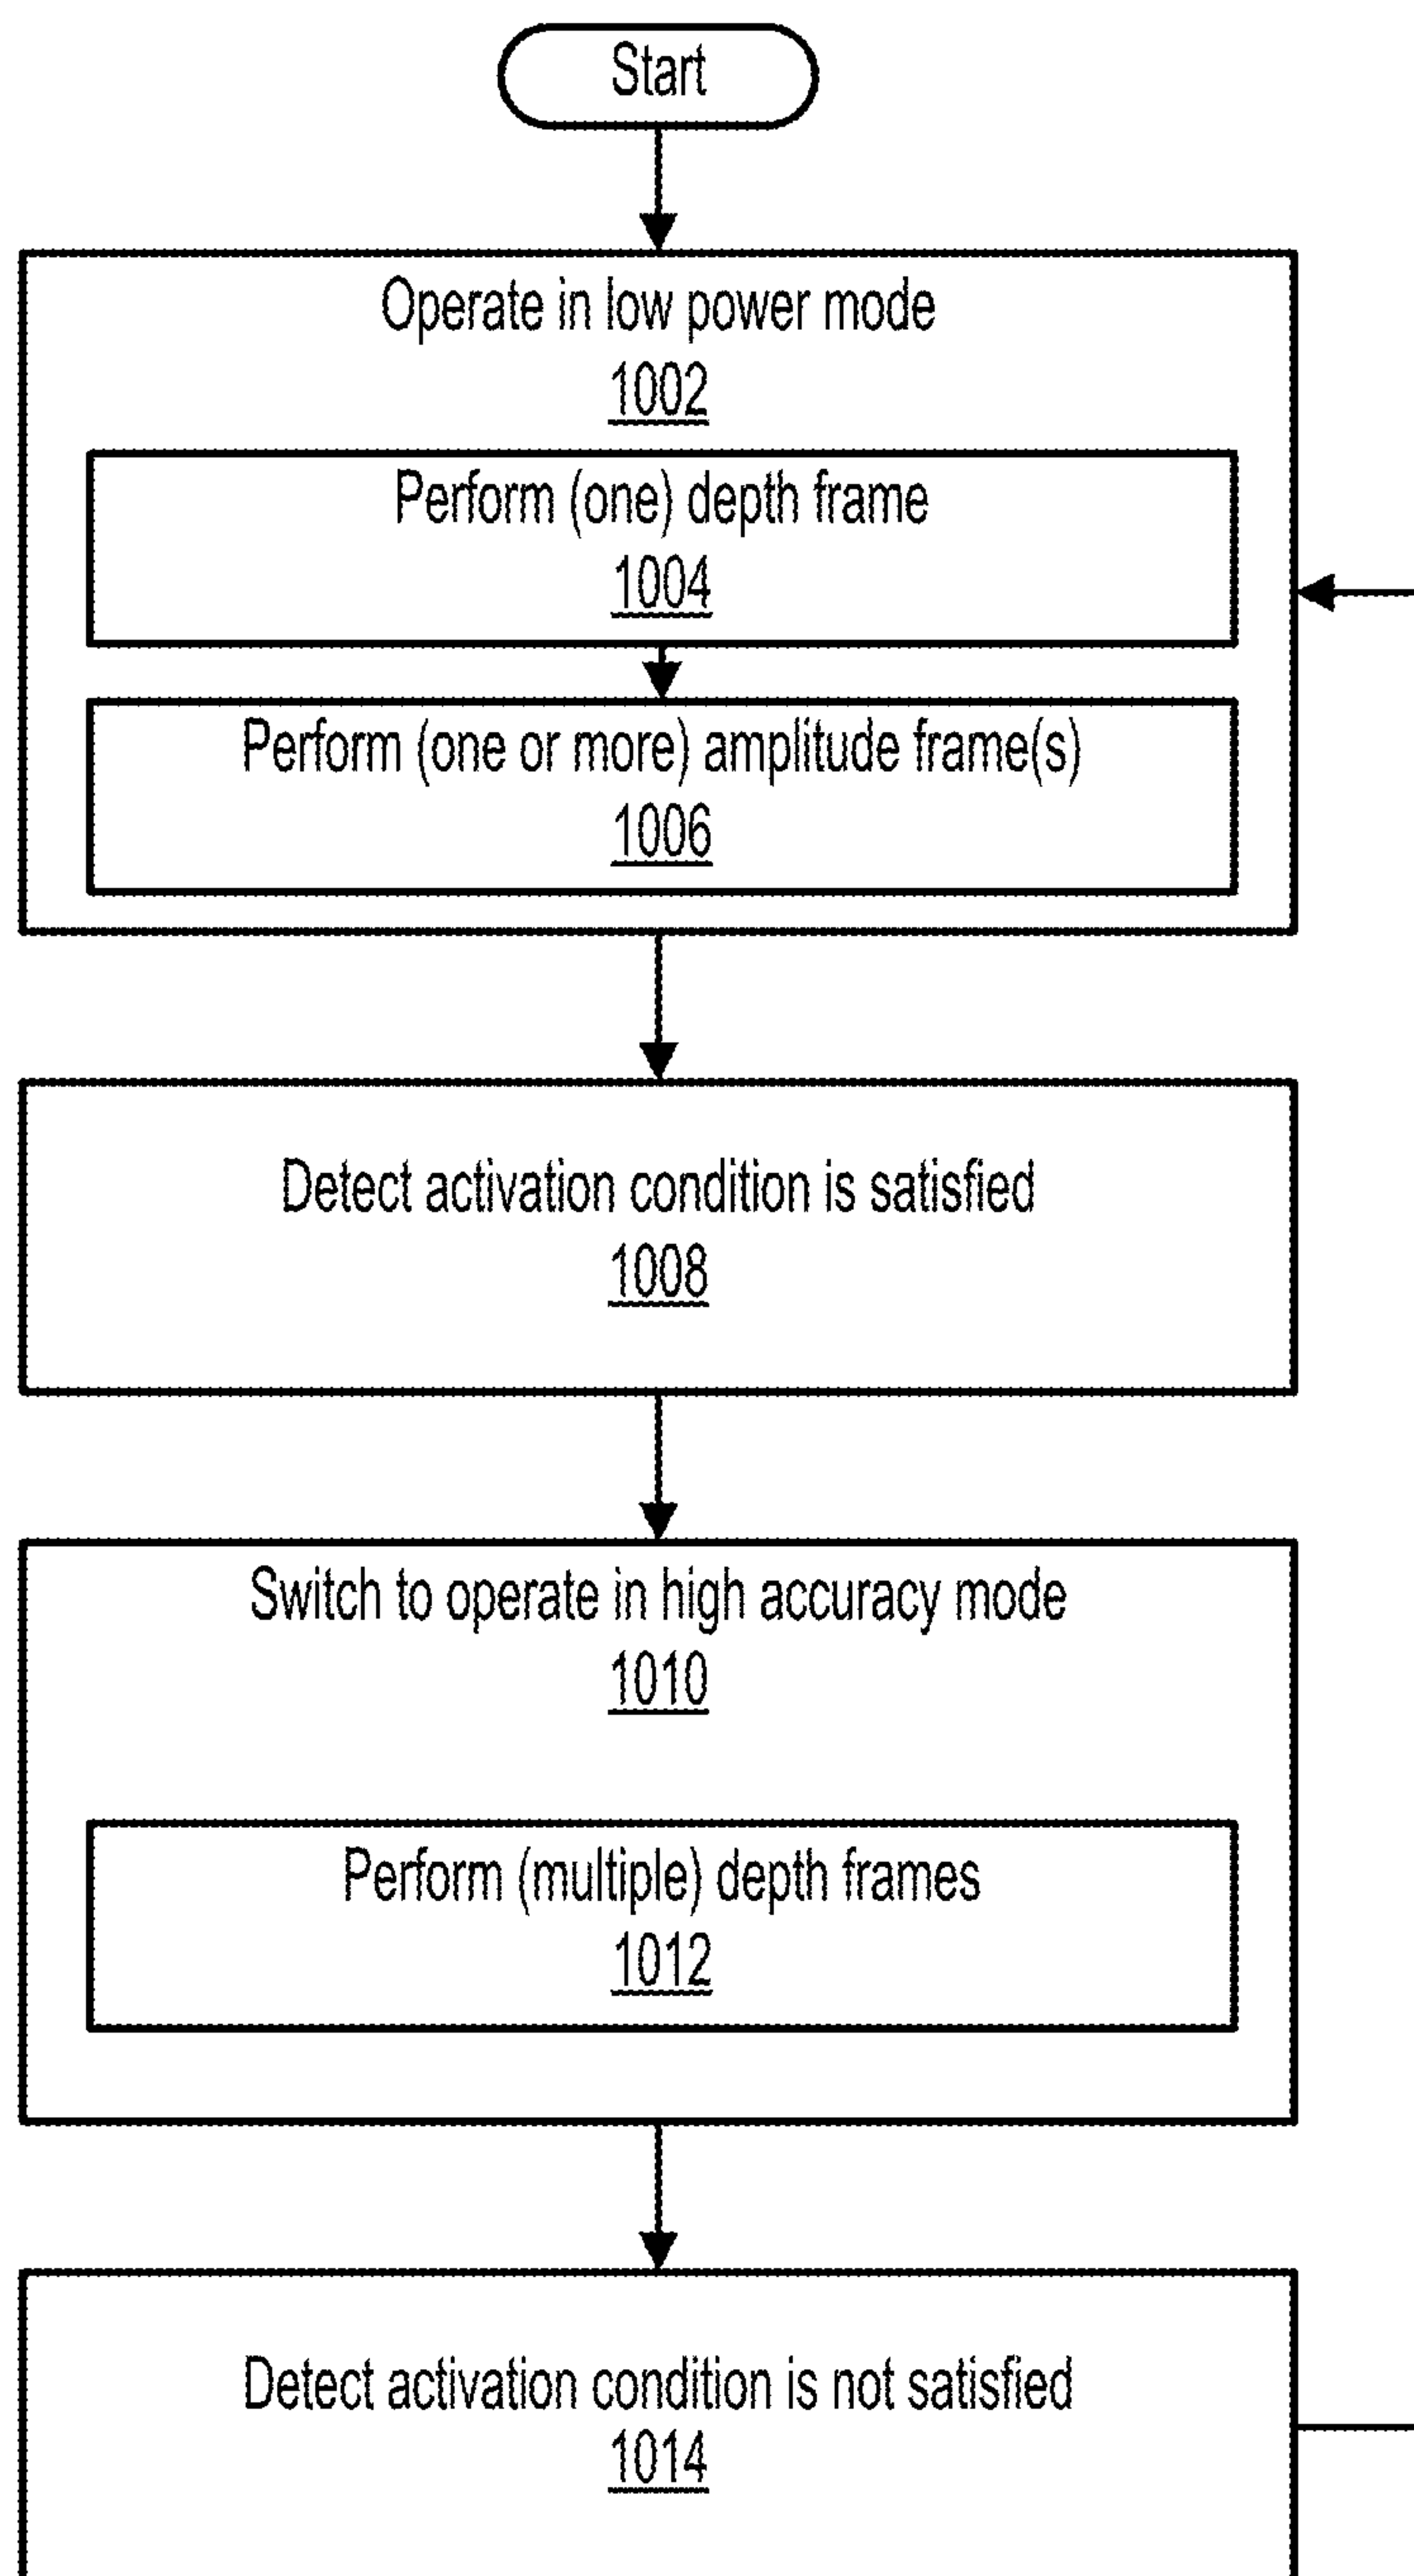 Start
Operate in low power mode
1002
Perform (one) depth frame
1004
Perform (one or more) amplitude frame(s)
1006
Detect activation condition is satisfied
1008
Switch to operate in high accuracy mode
1010
Perform (multiple) depth frames
1012
Detect activation condition is not satisfied
1014